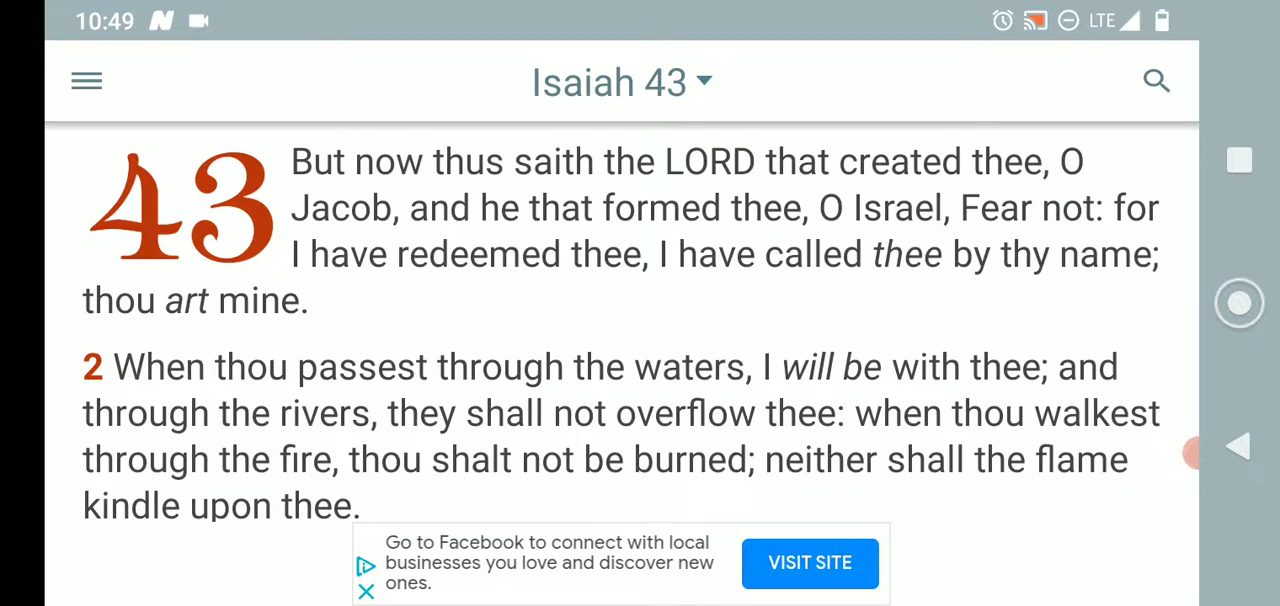 10:49 N LTE
Isaiah 43
43 But now thus saith the LORD that created thee, O
Jacob, and he that formed thee, O Israel, Fear not: for
I have redeemed thee, I have called thee by thy name;
thou art mine.
2 When thou passest through the waters, I will be with thee; and
through the rivers, they shall not overflow thee: when thou walkest
through the fire, thou shalt not be burned; neither shall the flame
kindle upon thee.
Go to Facebook to connect with local
businesses you love and discover new
ones.
VISIT SITE